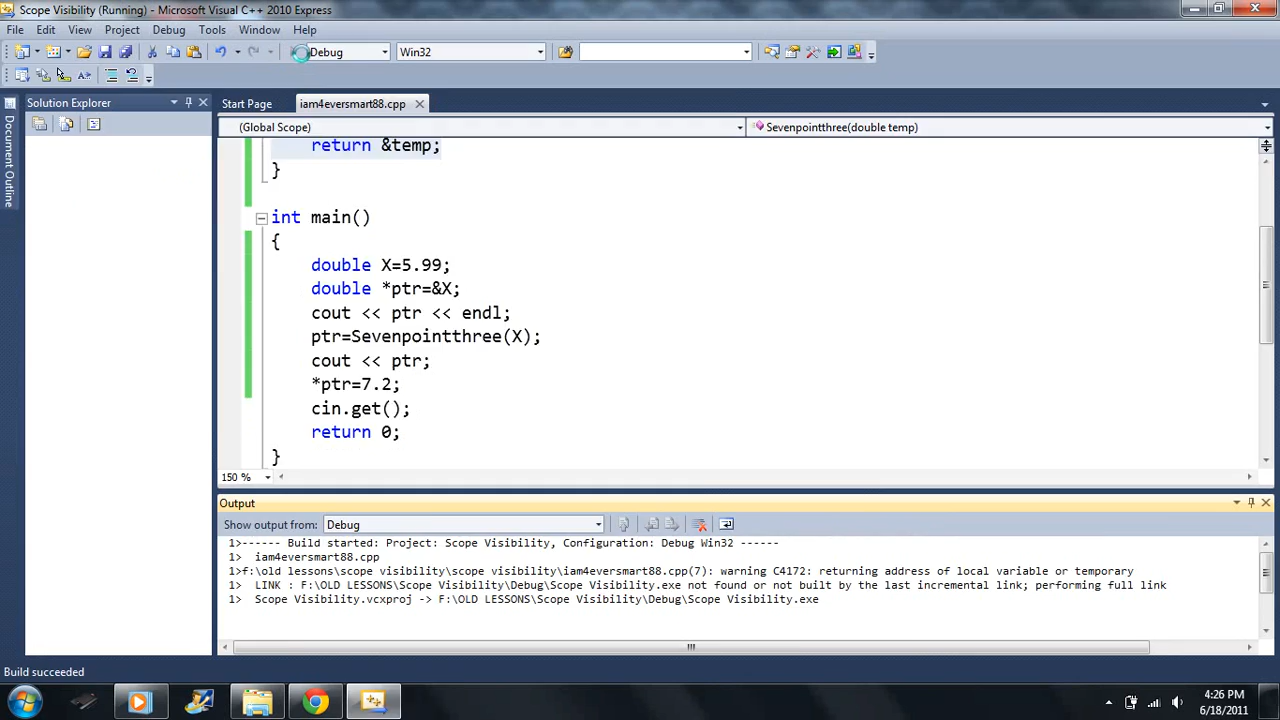 Scope Visibility (Running) - Microsoft Visual C++ 2010 Express
File Edit View Project Debug Tools Window Help
Debug Win32
Solution Explorer
Start Page iam4eversmart88.cpp
(Global Scope) Sevenpointthree(double temp)
Document Outline
return &temp;
}
int main()
{
double X=5.99;
double *ptr=&X;
cout << ptr << endl;
ptr=Sevenpointthree(X);
cout << ptr;
*ptr=7.2;
cin.get();
return 0;
}
150 %
Output
Show output from: Debug
1>------ Build started: Project: Scope Visibility, Configuration: Debug Win32 ------
1> iam4eversmart88.cpp
1>f:\old lessons\scope visibility\scope visibility\iam4eversmart88.cpp(7): warning C4172: returning address of local variable or temporary
1> LINK : F:\OLD LESSONS\Scope Visibility\Debug\Scope Visibility.exe not found or not built by the last incremental link; performing full link
1> Scope Visibility.vcxproj -> F:\OLD LESSONS\Scope Visibility\Debug\Scope Visibility.exe
Build succeeded
4:26 PM
6/18/2011